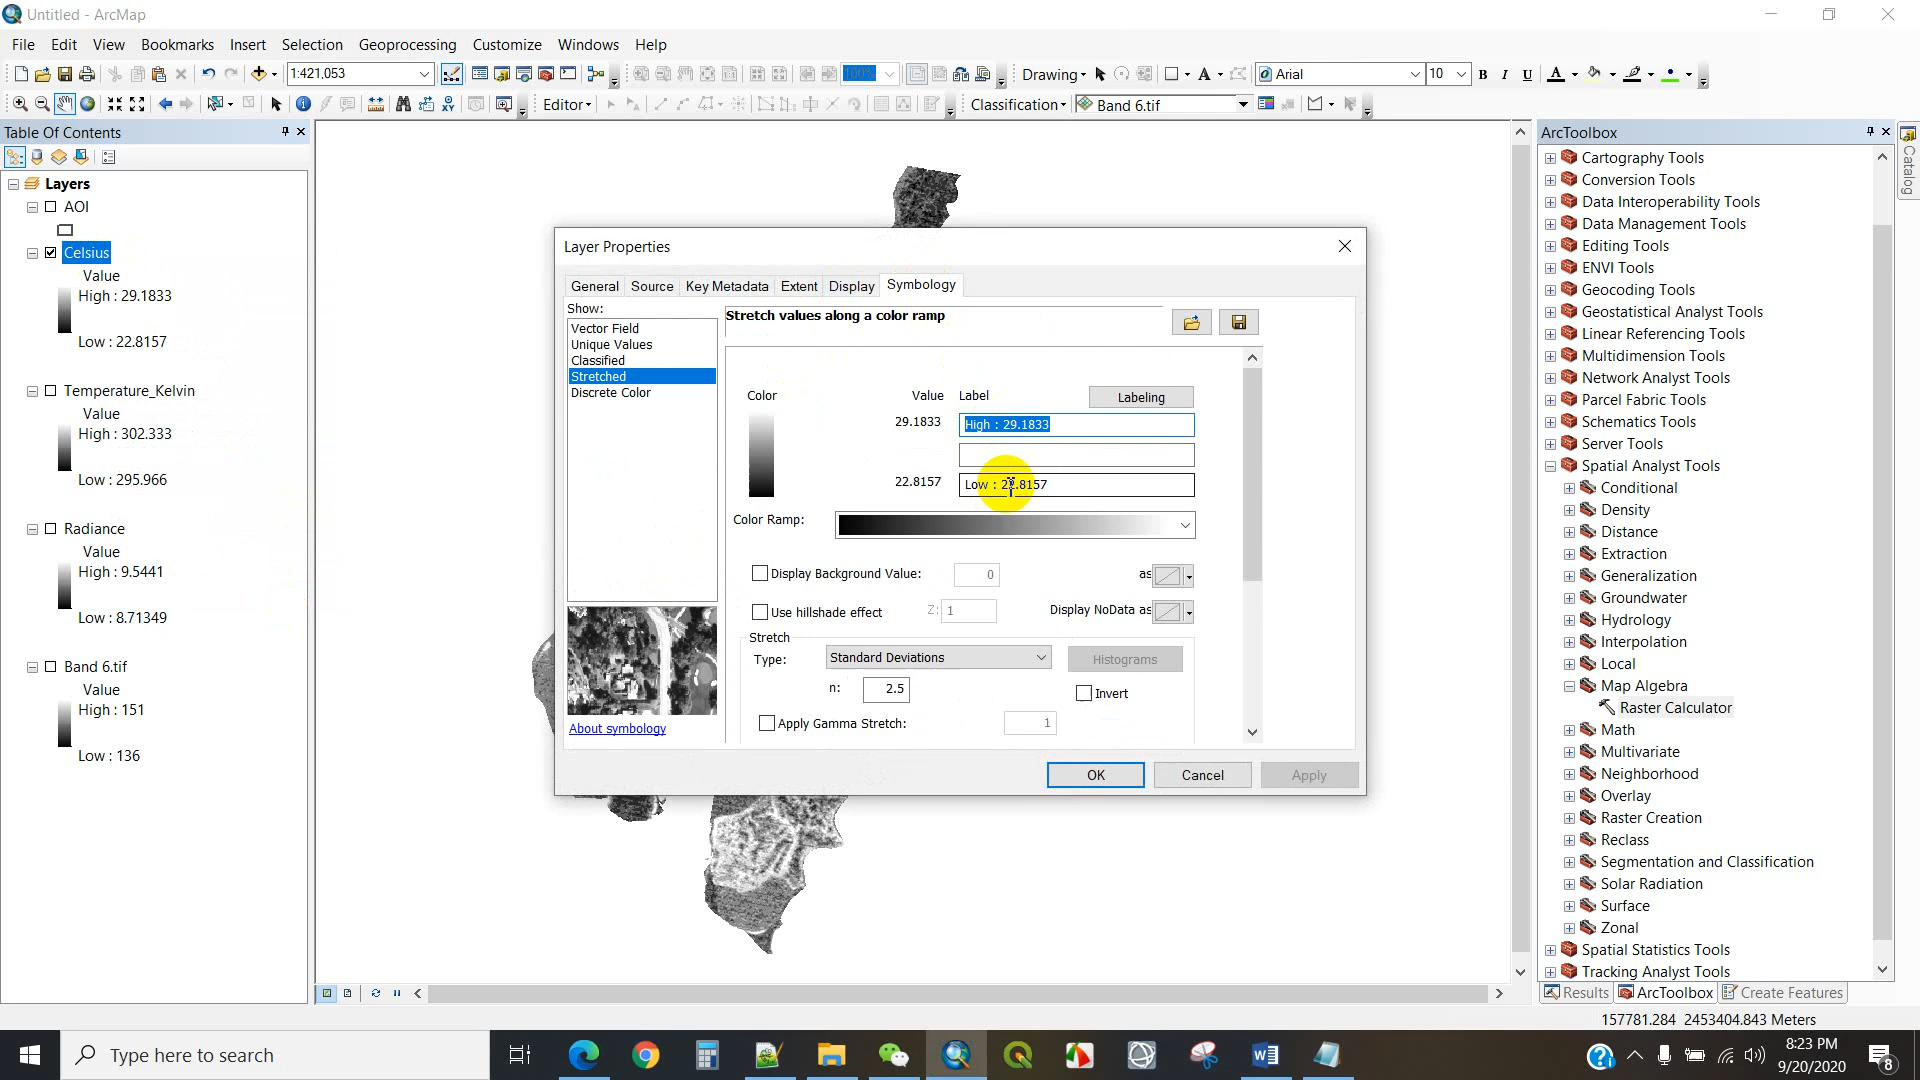 Untitled - ArcMap
File Edit View Bookmarks Insert Selection Geoprocessing Customize Windows Help
1:421,053 100% Drawing Arial 10 B I U A
Editor Classification Band 6.tif
Table Of Contents
Layers
AOI
Celsius
Value
High : 29.1833
Low : 22.8157
Temperature_Kelvin
Value
High : 302.333
Low : 295.966
Radiance
Value
High : 9.5441
Low : 8.71349
Band 6.tif
Value
High : 151
Low : 136
Layer Properties
General Source Key Metadata Extent Display Symbology
Show:
Vector Field
Unique Values
Classified
Stretched
Discrete Color
About symbology
Stretch values along a color ramp
Color Value Label Labeling
29.1833 High : 29.1833
22.8157 Low : 22.8157
Color Ramp:
Display Background Value: 0 as
Use hillshade effect Z: 1 Display NoData as
Stretch
Type: Standard Deviations Histograms
n: 2.5 Invert
Apply Gamma Stretch: 1
OK Cancel Apply
ArcToolbox
Cartography Tools
Conversion Tools
Data Interoperability Tools
Data Management Tools
Editing Tools
ENVI Tools
Geocoding Tools
Geostatistical Analyst Tools
Linear Referencing Tools
Multidimension Tools
Network Analyst Tools
Parcel Fabric Tools
Schematics Tools
Server Tools
Spatial Analyst Tools
Conditional
Density
Distance
Extraction
Generalization
Groundwater
Hydrology
Interpolation
Local
Map Algebra
Raster Calculator
Math
Multivariate
Neighborhood
Overlay
Raster Creation
Reclass
Segmentation and Classification
Solar Radiation
Surface
Zonal
Spatial Statistics Tools
Tracking Analyst Tools
Results ArcToolbox Create Features
Catalog
157781.284 2453404.843 Meters
Type here to search
8:23 PM
9/20/2020
8